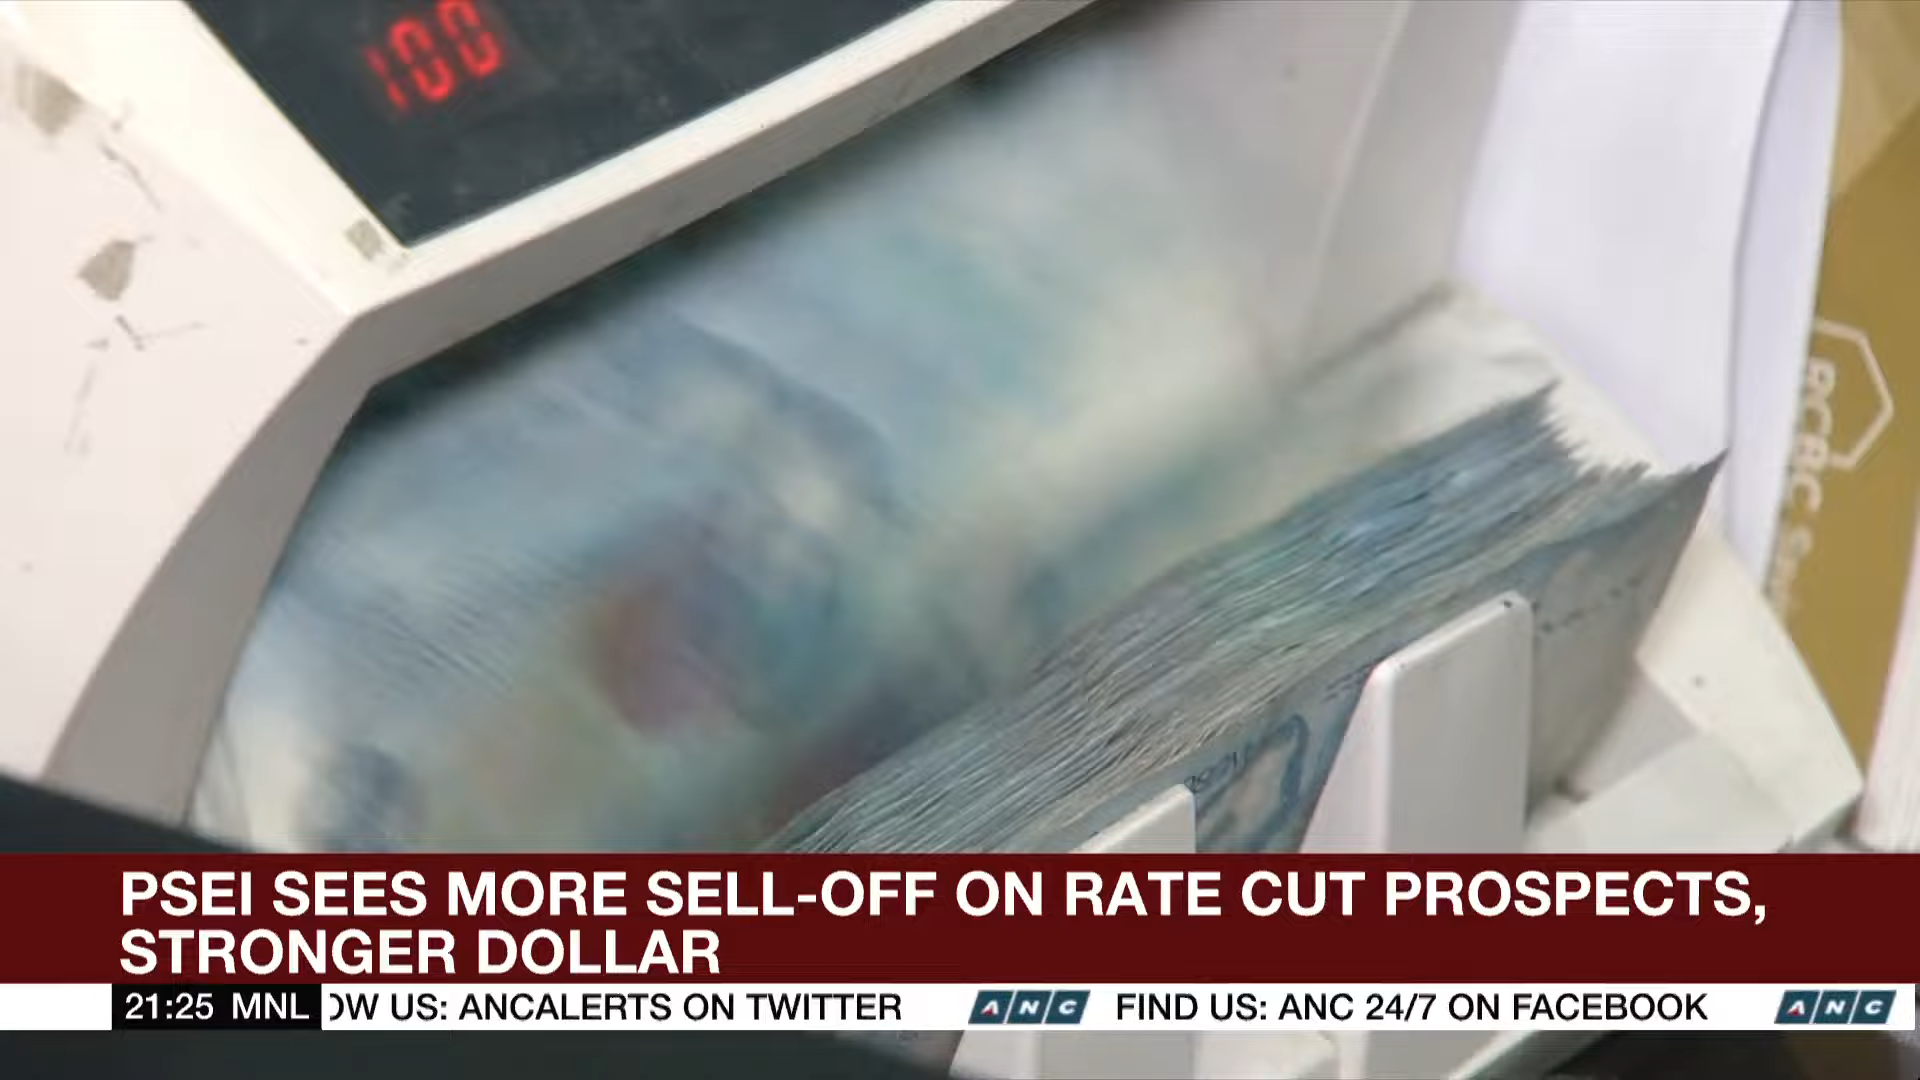 100
RCBC
PSEI SEES MORE SELL-OFF ON RATE CUT PROSPECTS,
STRONGER DOLLAR
21:25 MNL
OW US: ANCALERTS ON TWITTER
ANC
FIND US: ANC 24/7 ON FACEBOOK
ANC